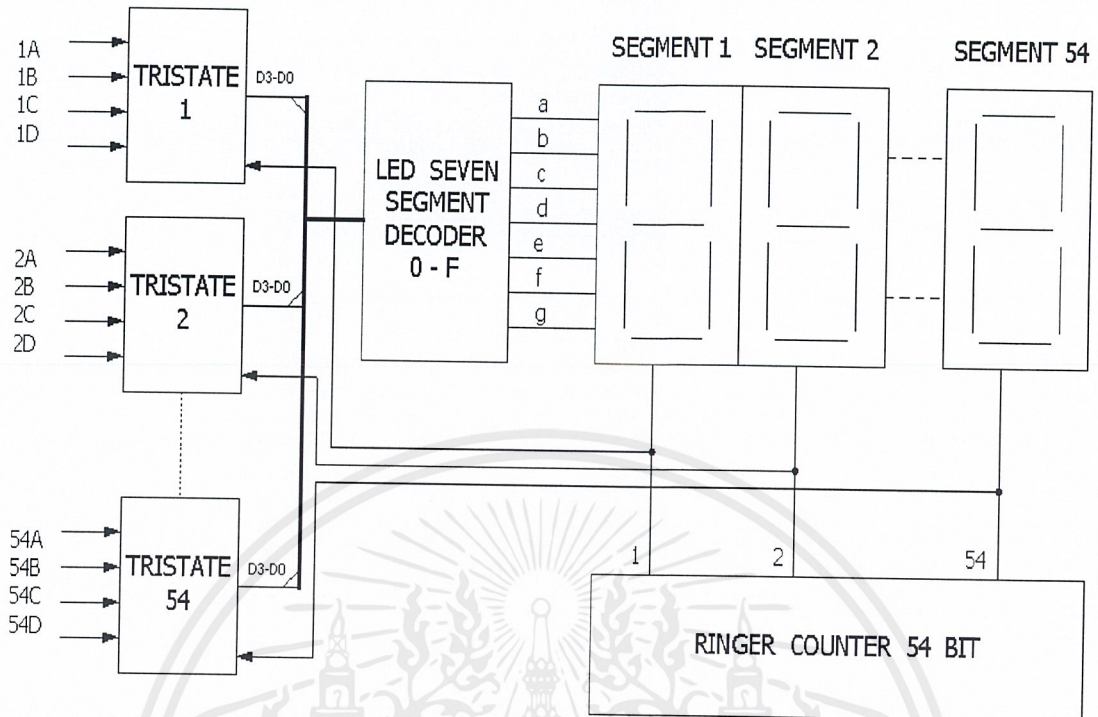 1A
1B
1C
1D
TRISTATE
1
D3-D0
2A
2B
2C
2D
TRISTATE
2
D3-D0
54A
54B
54C
54D
TRISTATE
54
D3-D0
LED SEVEN
SEGMENT
DECODER
0 - F
a
b
c
d
e
f
g
SEGMENT 1
SEGMENT 2
SEGMENT 54
1
2
54
RINGER COUNTER 54 BIT